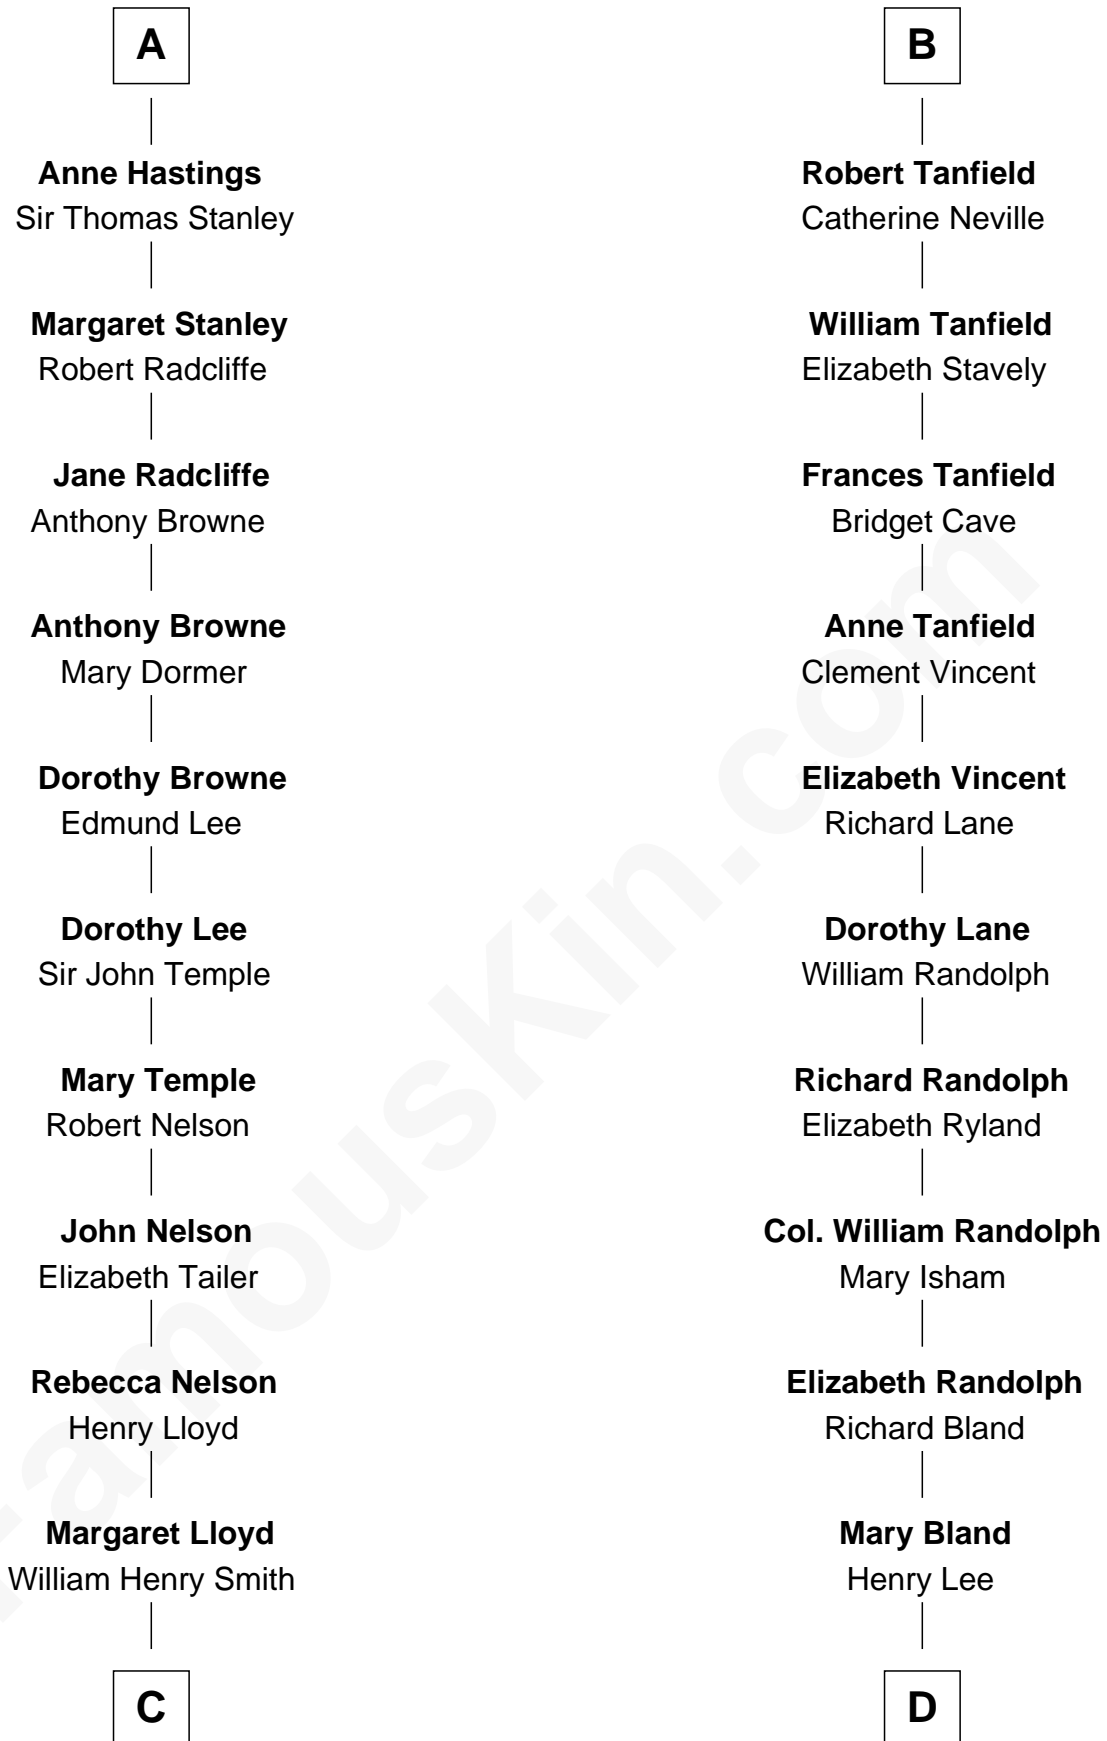 A
Anne Hastings
Sir Thomas Stanley
Margaret Stanley
Robert Radcliffe
Jane Radcliffe
Anthony Browne
Anthony Browne
Mary Dormer
Dorothy Browne
Edmund Lee
Dorothy Lee
Sir John Temple
Mary Temple
Robert Nelson
John Nelson
Elizabeth Tailer
Rebecca Nelson
Henry Lloyd
Margaret Lloyd
William Henry Smith
C
B
Robert Tanfield
Catherine Neville
William Tanfield
Elizabeth Stavely
Frances Tanfield
Bridget Cave
Anne Tanfield
Clement Vincent
Elizabeth Vincent
Richard Lane
Dorothy Lane
William Randolph
Richard Randolph
Elizabeth Ryland
Col. William Randolph
Mary Isham
Elizabeth Randolph
Richard Bland
Mary Bland
Henry Lee
D
FamousKin.com